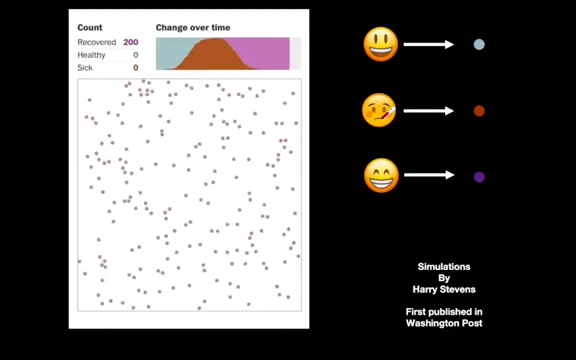 Count
Change over time
Recovered 200
Healthy 0
Sick 0
Simulations
By
Harry Stevens
First published in
Washington Post